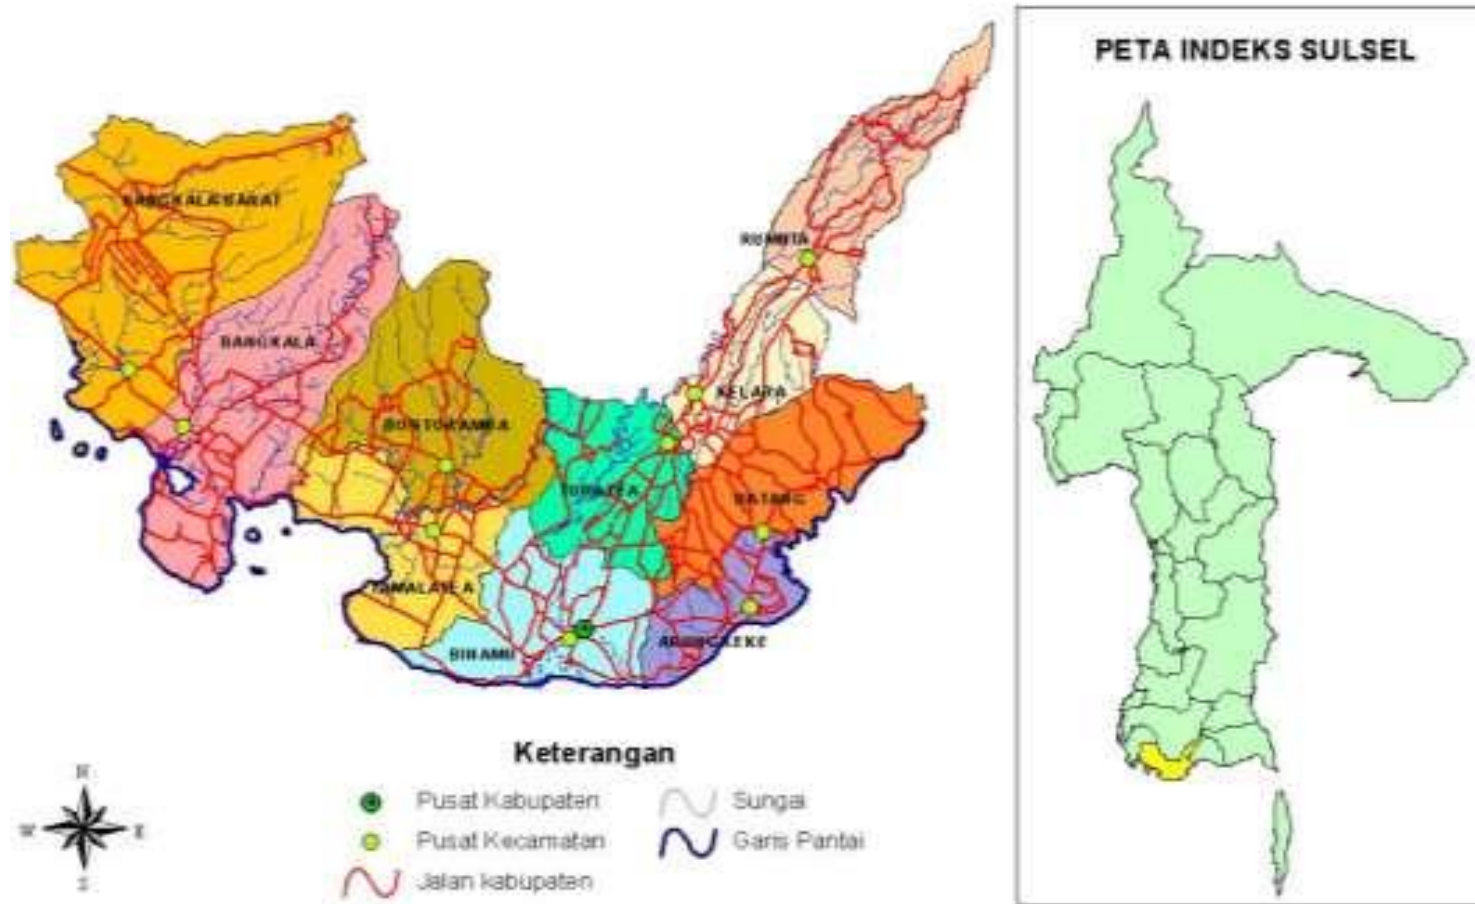 PETA INDEKS SULSEL
BANGKALA BARAT
RUMBIA
BANGKALA
KELARA
BONTORAMBA
TURATEA
BATANG
TAMALATEA
ARUNGKEKE
BINAMU
Keterangan
Pusat Kabupaten
Sungai
Pusat Kecamatan
Garis Pantai
Jalan kabupaten
N
W
E
S